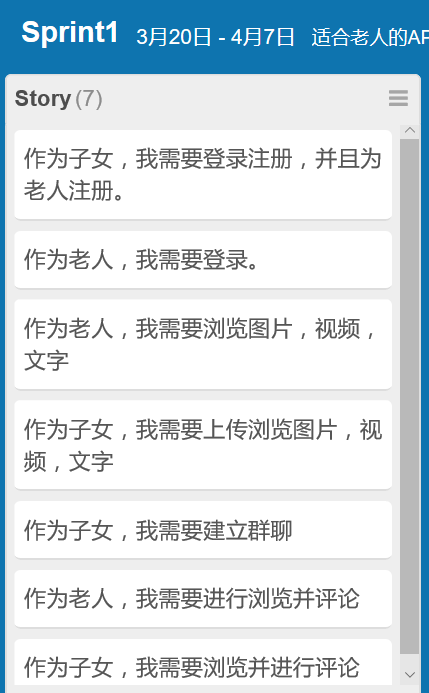 Sprint1 3月20日 - 4月7日 适合老人的AP
Story (7)
作为子女，我需要登录注册，并且为
老人注册。
作为老人，我需要登录。
作为老人，我需要浏览图片，视频，
文字
作为子女，我需要上传浏览图片，视
频，文字
作为子女，我需要建立群聊
作为老人，我需要进行浏览并评论
作为子女，我需要浏览并进行评论